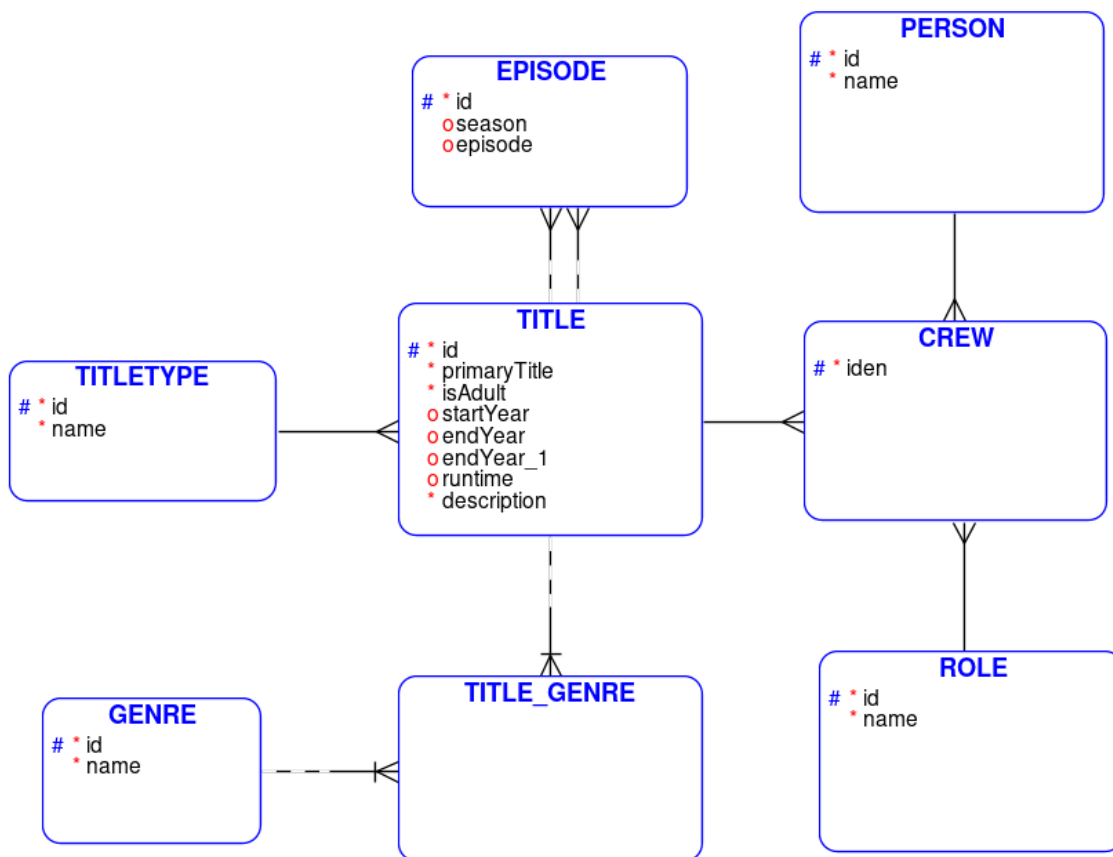 EPISODE
# * id
o season
o episode
PERSON
# * id
* name
TITLETYPE
# * id
* name
TITLE
# * id
* primaryTitle
* isAdult
o startYear
o endYear
o endYear_1
o runtime
* description
CREW
# * iden
GENRE
# * id
* name
TITLE_GENRE
ROLE
# * id
* name